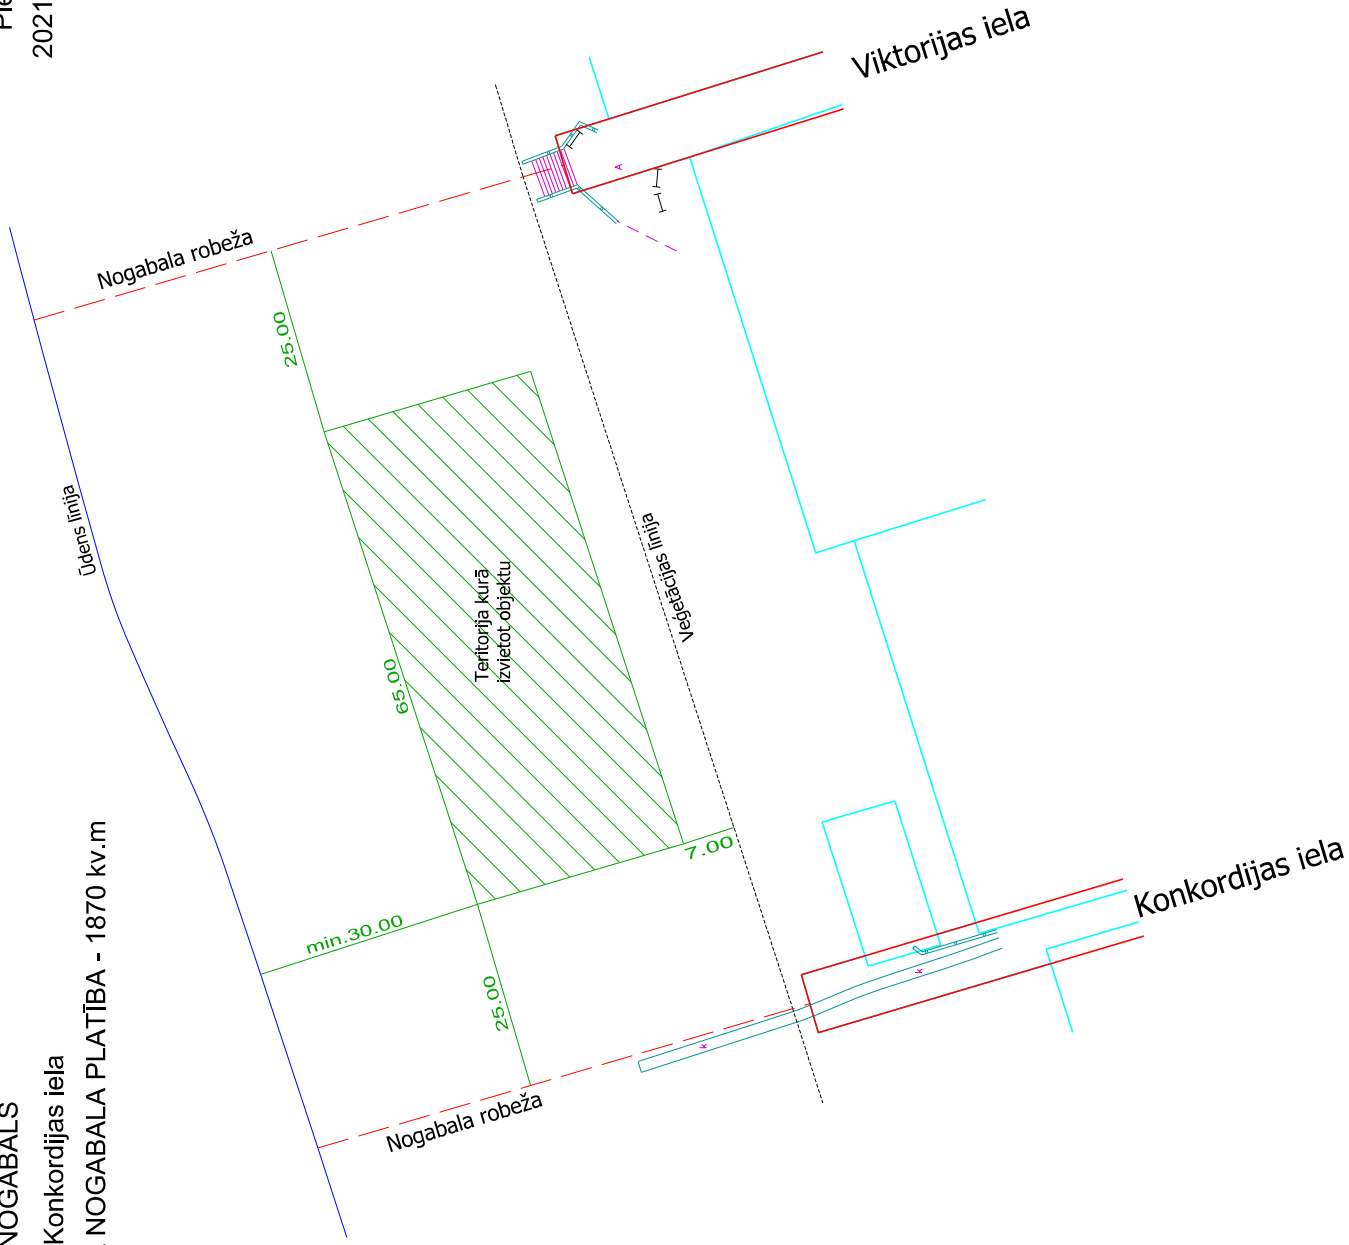 2021
Viktorijas iela
Nogabala robeža
A
25.00
Ūdens līnija
Veģetācijas līnija
Teritorija kurā
izvietot objektu
65.00
7.00
min.30.00
25.00
Konkordijas iela
k
k
Nogabala robeža
NOGABALS
Konkordijas iela
NOGABALA PLATĪBA - 1870 kv.m